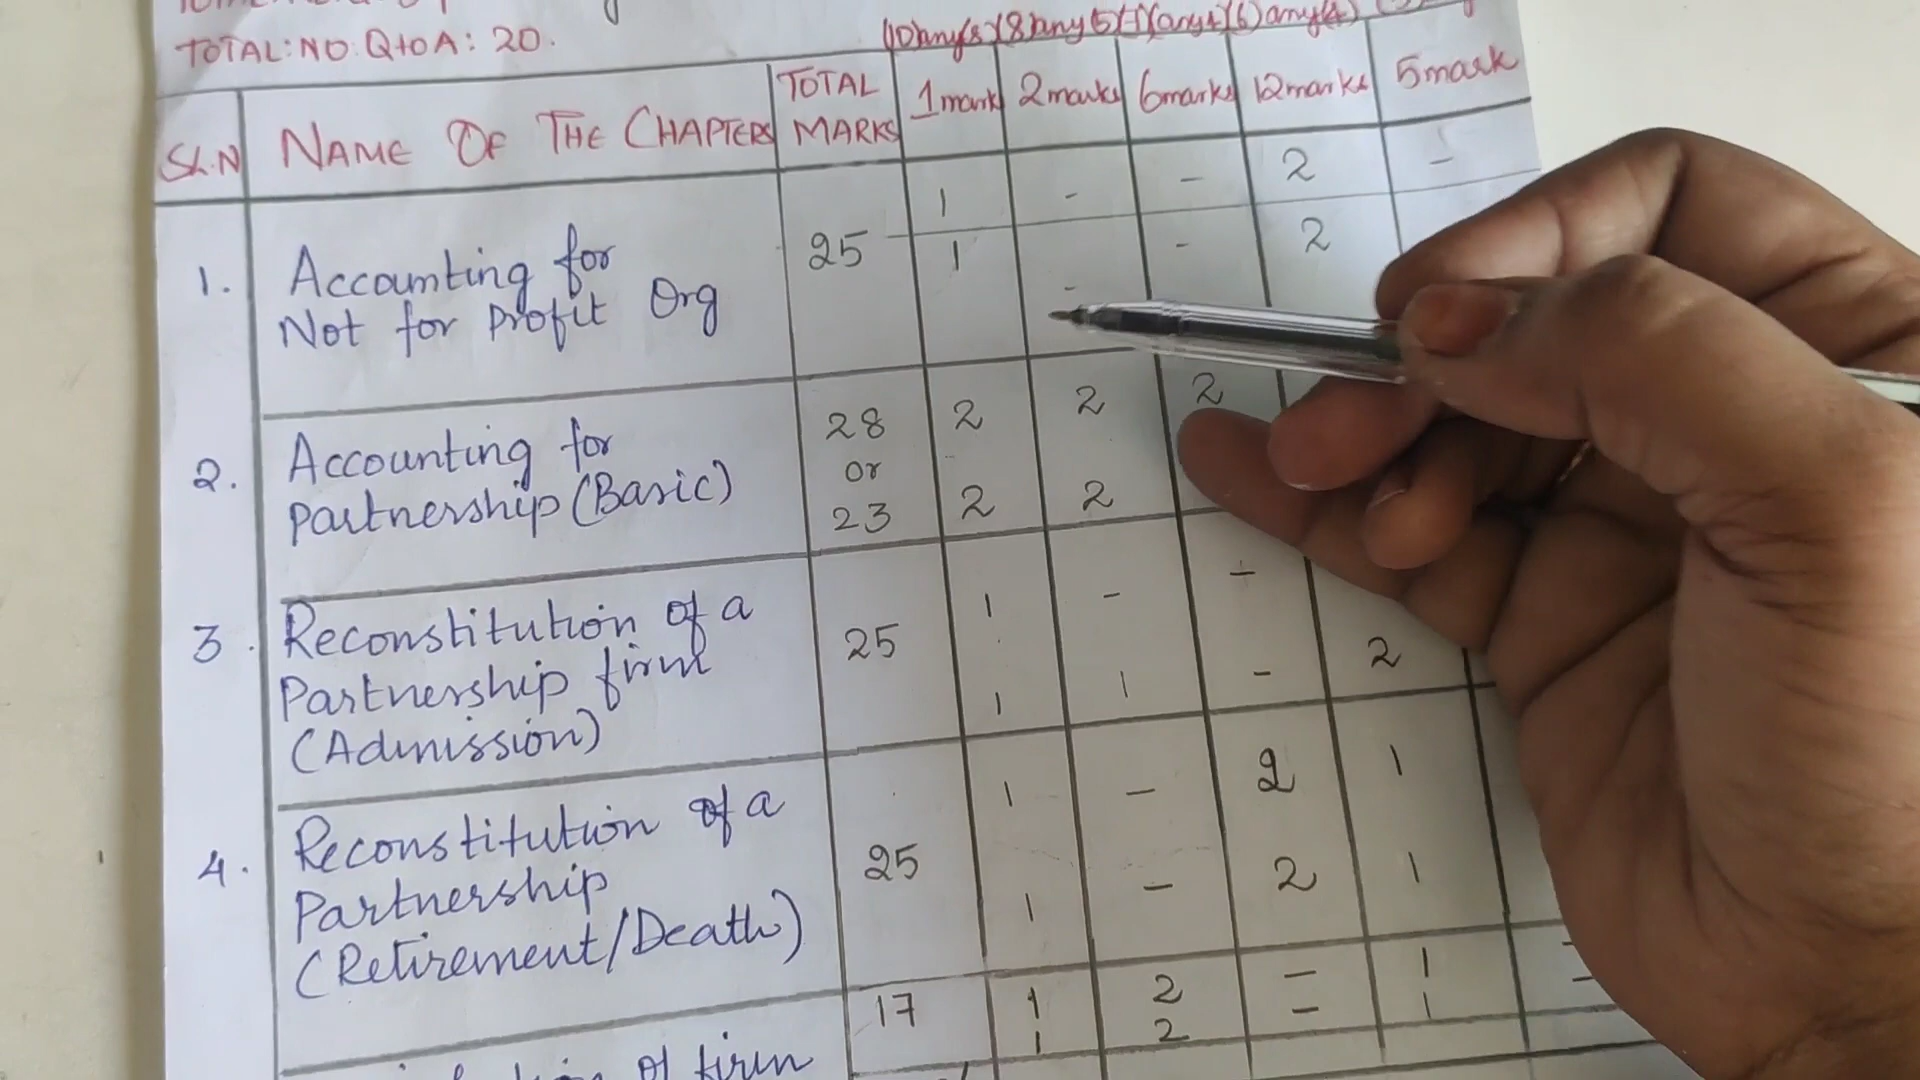 TOTAL: NO: Q to A: 20.
SL.N NAME OF THE CHAPTERS TOTAL MARKS 1 mark 2 marks 6 marks 12 marks 5 mark
1. Accounting for Not for profit Org 25 1 - - 2 -
1 - - 2
2. Accounting for partnership (Basic) 28 2 2 2
or
23 2 2
3. Reconstitution of a Partnership firm (Admission) 25 1 - -
1 1 - 2
4. Reconstitution of a Partnership (Retirement/Death) 25 1 - 2 1
1 - 2 1
17 1 2 - 1 -
1 2 - 1 -
of firm